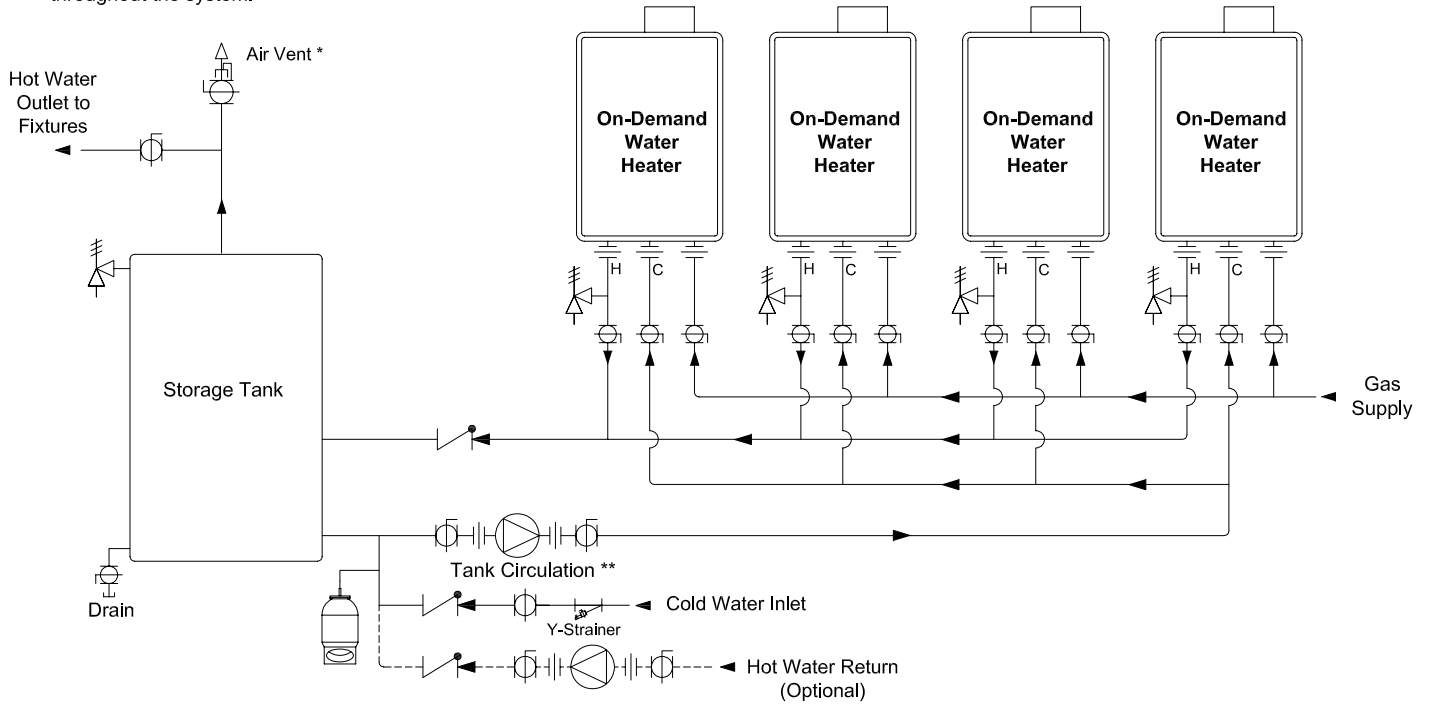 throughout the system.
Air Vent *
Hot Water
Outlet to
Fixtures
On-Demand
Water
Heater
On-Demand
Water
Heater
On-Demand
Water
Heater
On-Demand
Water
Heater
H
C
H
C
H
C
H
C
Storage Tank
Gas
Supply
Tank Circulation **
Drain
Cold Water Inlet
Y-Strainer
Hot Water Return
(Optional)